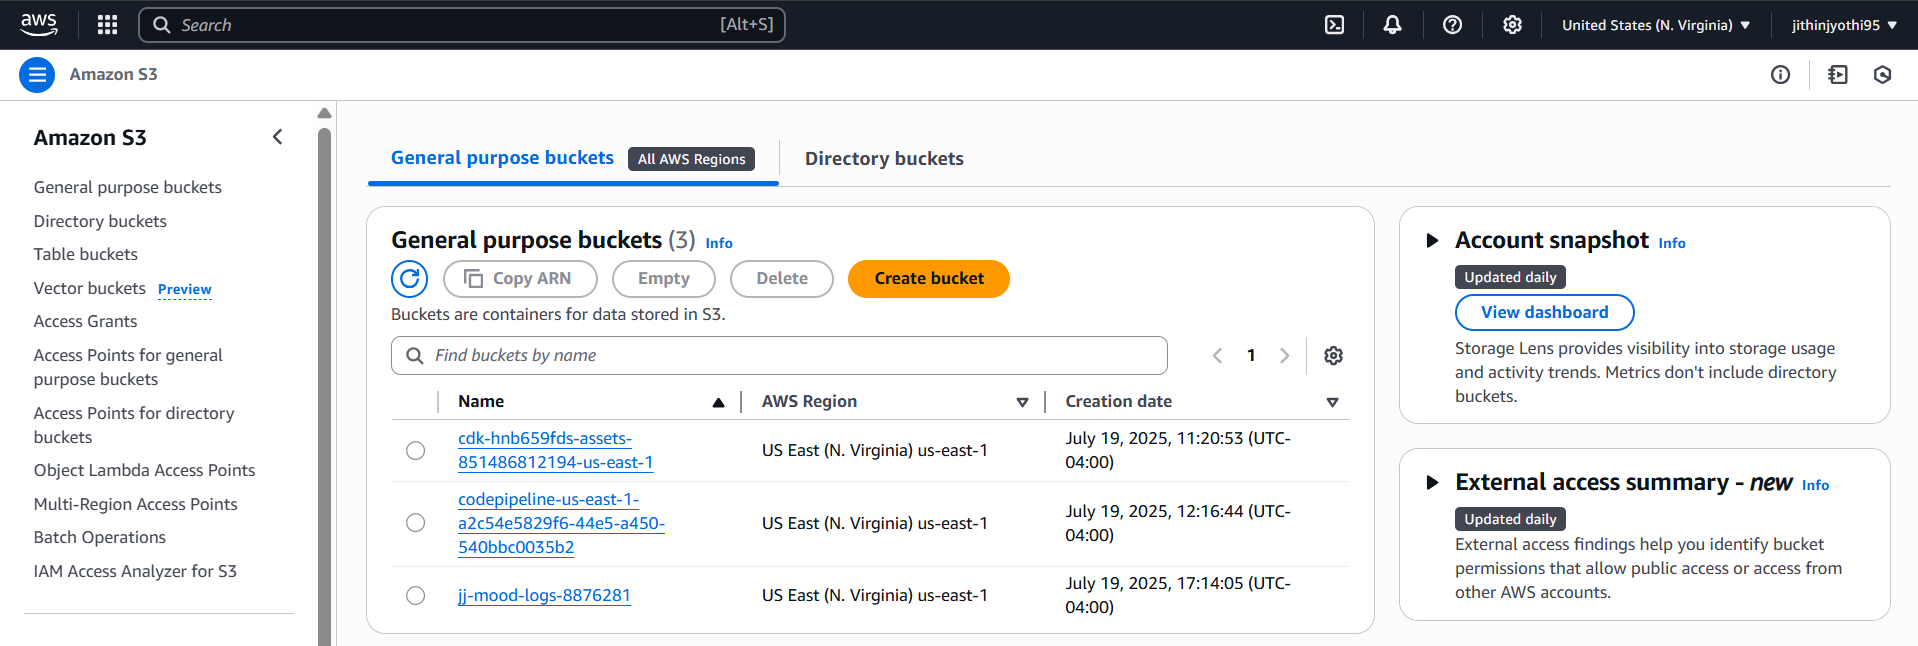 aws
Search [Alt+S]
United States (N. Virginia)
jithinjyothi95
Amazon S3
Amazon S3
General purpose buckets
Directory buckets
Table buckets
Vector buckets Preview
Access Grants
Access Points for general
purpose buckets
Access Points for directory
buckets
Object Lambda Access Points
Multi-Region Access Points
Batch Operations
IAM Access Analyzer for S3
General purpose buckets All AWS Regions
Directory buckets
General purpose buckets (3) Info
Copy ARN
Empty
Delete
Create bucket
Buckets are containers for data stored in S3.
Find buckets by name
1
Name AWS Region Creation date
cdk-hnb659fds-assets-
851486812194-us-east-1
US East (N. Virginia) us-east-1
July 19, 2025, 11:20:53 (UTC-
04:00)
codepipeline-us-east-1-
a2c54e5829f6-44e5-a450-
540bbc0035b2
US East (N. Virginia) us-east-1
July 19, 2025, 12:16:44 (UTC-
04:00)
jj-mood-logs-8876281
US East (N. Virginia) us-east-1
July 19, 2025, 17:14:05 (UTC-
04:00)
Account snapshot Info
Updated daily
View dashboard
Storage Lens provides visibility into storage usage
and activity trends. Metrics don't include directory
buckets.
External access summary - new Info
Updated daily
External access findings help you identify bucket
permissions that allow public access or access from
other AWS accounts.